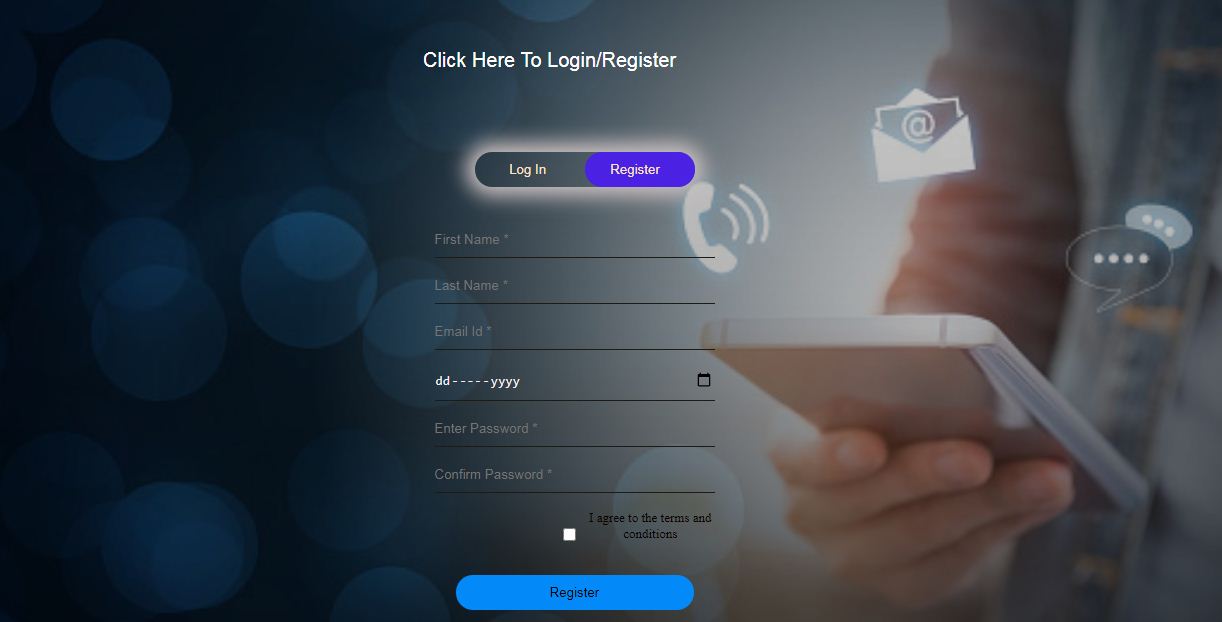 Click Here To Login/Register
@
Log In Register
First Name *
Last Name *
Email Id *
dd-----yyyy
Enter Password *
Confirm Password *
I agree to the terms and
conditions
Register